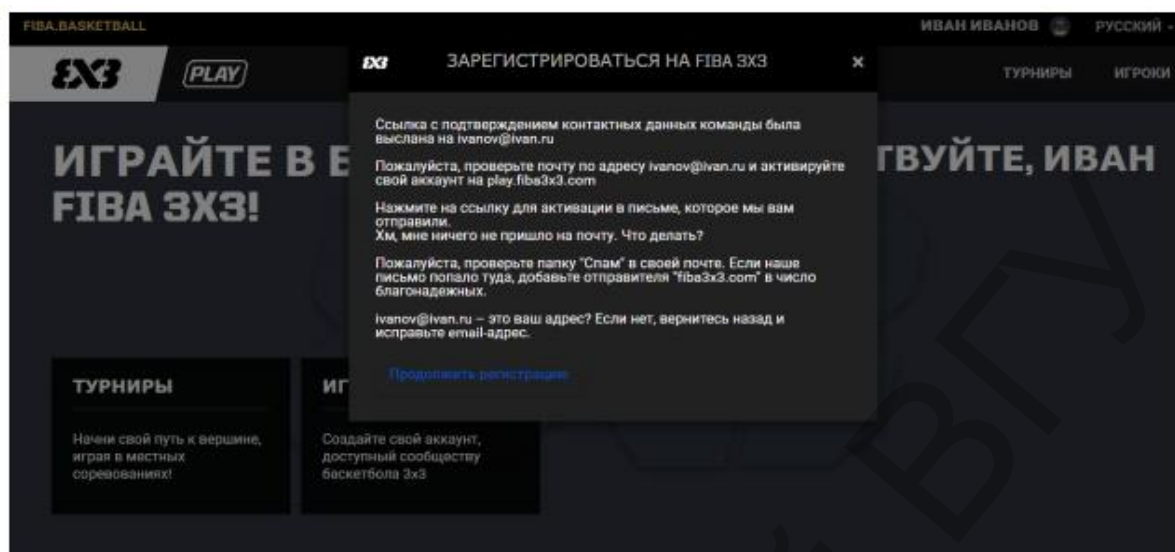 FIBA.BASKETBALL
ИВАН ИВАНОВ
РУССКИЙ
3X3
PLAY
3X3
ЗАРЕГИСТРИРОВАТЬСЯ НА FIBA 3X3
×
ТУРНИРЫ
ИГРОКИ
ИГРАЙТЕ В Е
ТВУЙТЕ, ИВАН
FIBA 3X3!
Ссылка с подтверждением контактных данных команды была
выслана на ivanov@ivan.ru
Пожалуйста, проверьте почту по адресу ivanov@ivan.ru и активируйте
свой аккаунт на play.fiba3x3.com
Нажмите на ссылку для активации в письме, которое мы вам
отправили.
Хм, мне ничего не пришло на почту. Что делать?
Пожалуйста, проверьте папку "Спам" в своей почте. Если наше
письмо попало туда, добавьте отправителя "fiba3x3.com" в число
благонадежных.
ivanov@ivan.ru – это ваш адрес? Если нет, вернитесь назад и
исправьте email-адрес.
Продолжить регистрацию
ТУРНИРЫ
Начни свой путь к вершине,
играя в местных
соревнованиях!
ИГ
Создайте свой аккаунт,
доступный сообществу
баскетбола 3x3
ВГУ